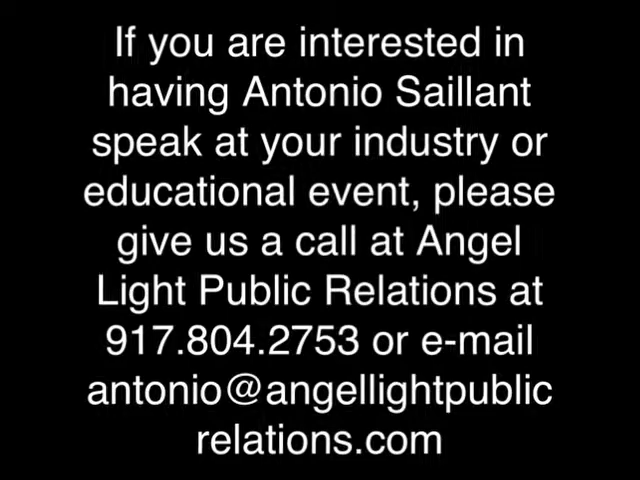 If you are interested in
having Antonio Saillant
speak at your industry or
educational event, please
give us a call at Angel
Light Public Relations at
917.804.2753 or e-mail
antonio@angellightpublic
relations.com